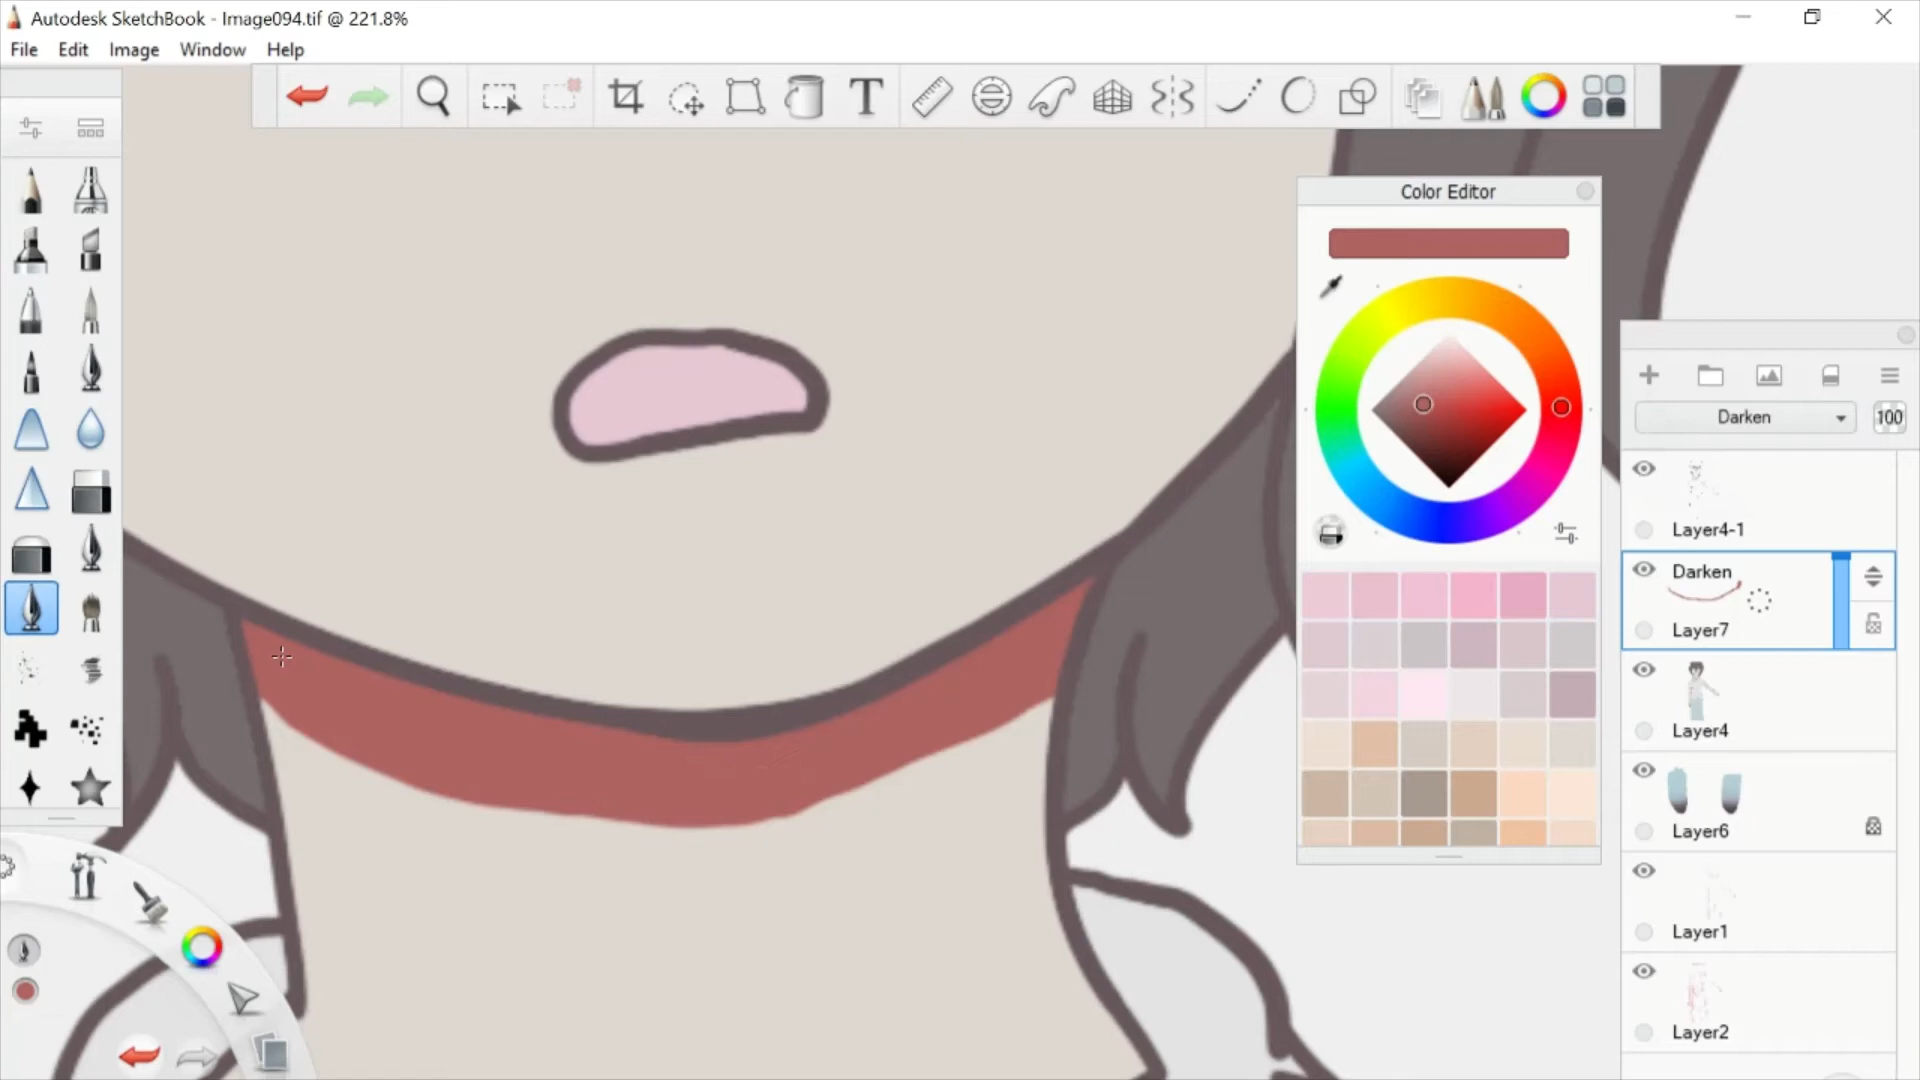 Autodesk SketchBook - Image094.tif @ 221.8%
File Edit Image Window Help
T
Color Editor
Darken
100
Layer4-1
Darken
Layer7
Layer4
Layer6
Layer1
Layer2